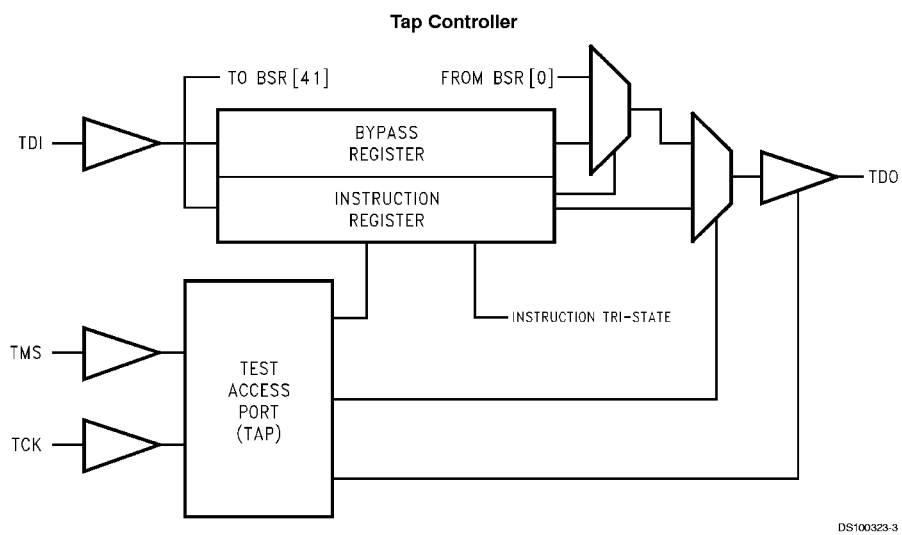 Tap Controller
TO BSR [41]
FROM BSR [0]
TDI
BYPASS
REGISTER
INSTRUCTION
REGISTER
TDO
INSTRUCTION TRI-STATE
TMS
TEST
ACCESS
PORT
(TAP)
TCK
DS100323-3